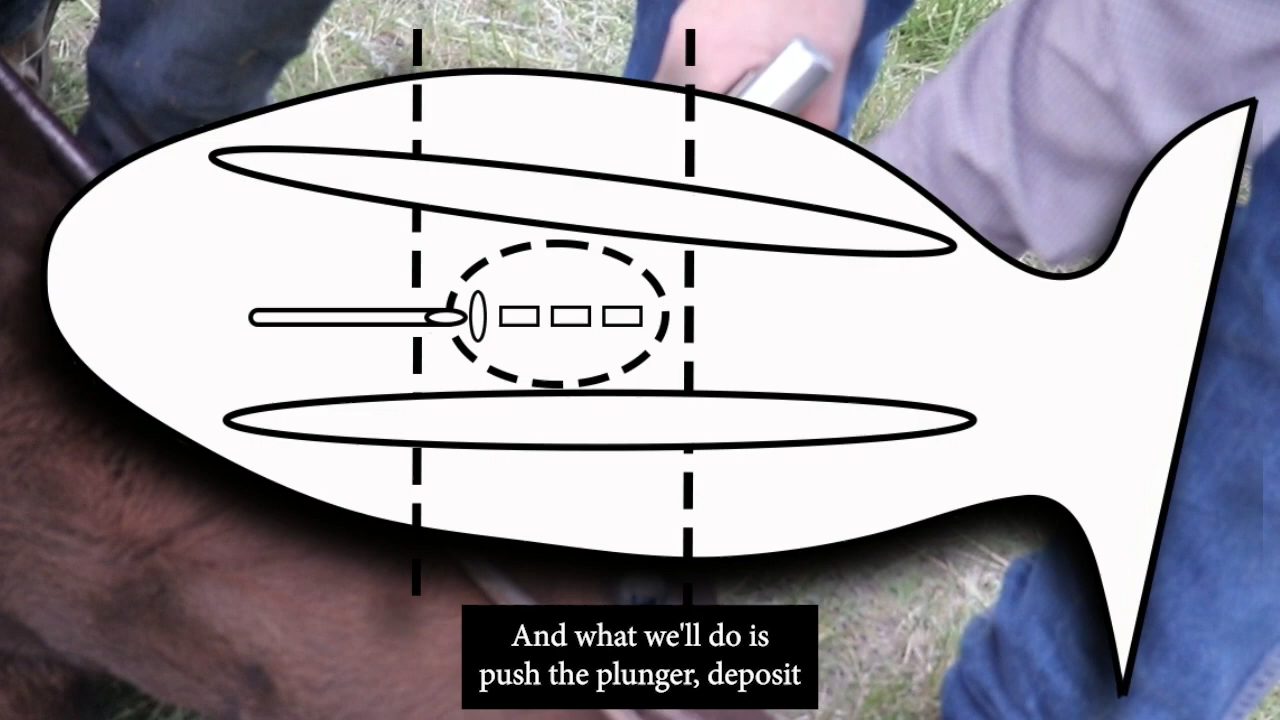 And what we'll do is
push the plunger, deposit